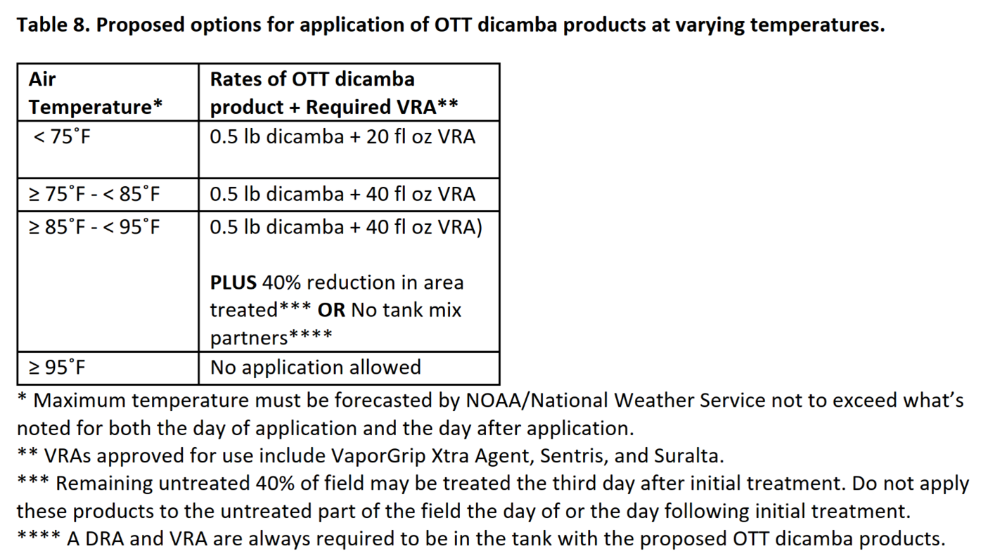 Table 8. Proposed options for application of OTT dicamba products at varying temperatures.
Air
Temperature*
Rates of OTT dicamba
product + Required VRA**
< 75˚F
0.5 lb dicamba + 20 fl oz VRA
≥ 75˚F - < 85˚F
0.5 lb dicamba + 40 fl oz VRA
≥ 85˚F - < 95˚F
0.5 lb dicamba + 40 fl oz VRA)
PLUS 40% reduction in area
treated*** OR No tank mix
partners****
≥ 95˚F
No application allowed
* Maximum temperature must be forecasted by NOAA/National Weather Service not to exceed what’s
noted for both the day of application and the day after application.
** VRAs approved for use include VaporGrip Xtra Agent, Sentris, and Suralta.
*** Remaining untreated 40% of field may be treated the third day after initial treatment. Do not apply
these products to the untreated part of the field the day of or the day following initial treatment.
**** A DRA and VRA are always required to be in the tank with the proposed OTT dicamba products.